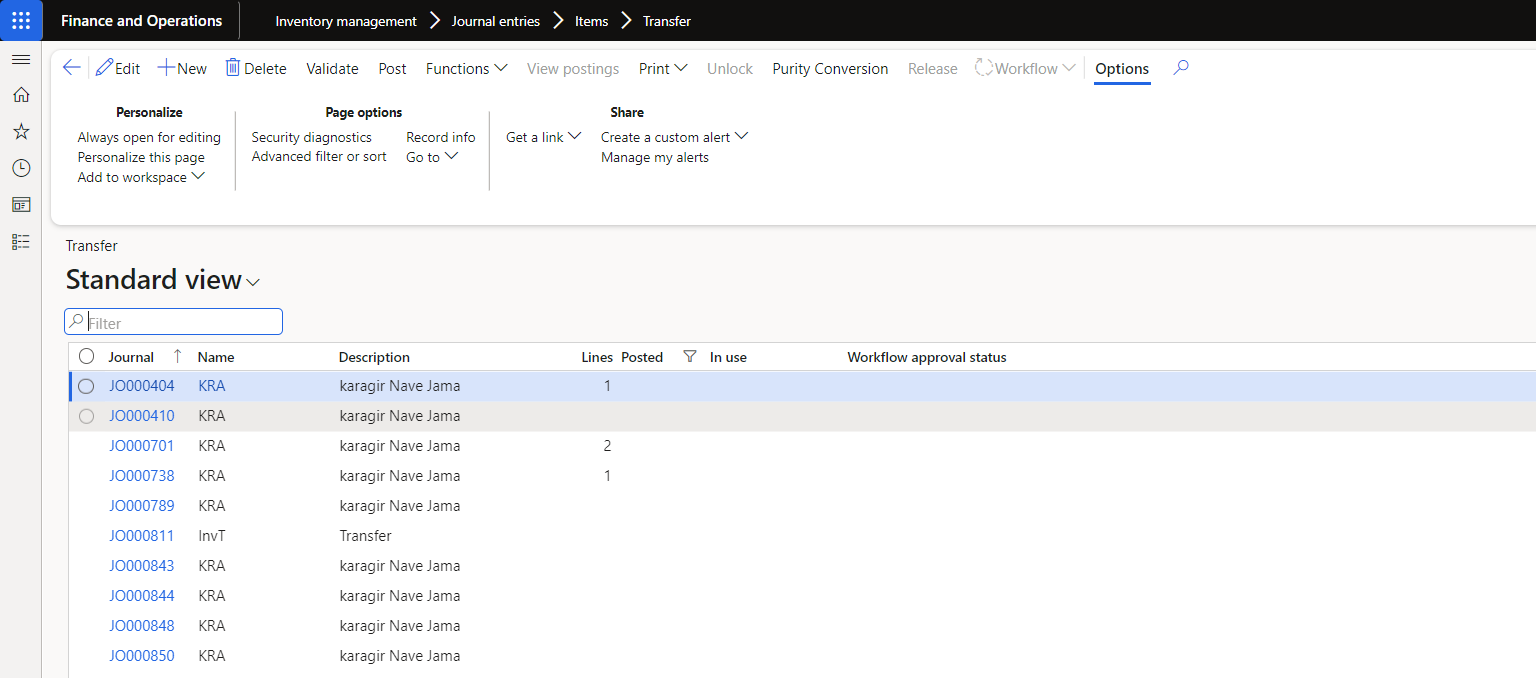 Finance and Operations Inventory management Journal entries Items Transfer
Edit New Delete Validate Post Functions View postings Print Unlock Purity Conversion Release Workflow Options
Personalize Page options Share
Always open for editing Security diagnostics Record info Get a link Create a custom alert
Personalize this page Advanced filter or sort Go to Manage my alerts
Add to workspace
Transfer
Standard view
Filter
Journal Name Description Lines Posted In use Workflow approval status
JO000404 KRA karagir Nave Jama 1
JO000410 KRA karagir Nave Jama
JO000701 KRA karagir Nave Jama 2
JO000738 KRA karagir Nave Jama 1
JO000789 KRA karagir Nave Jama
JO000811 InvT Transfer
JO000843 KRA karagir Nave Jama
JO000844 KRA karagir Nave Jama
JO000848 KRA karagir Nave Jama
JO000850 KRA karagir Nave Jama